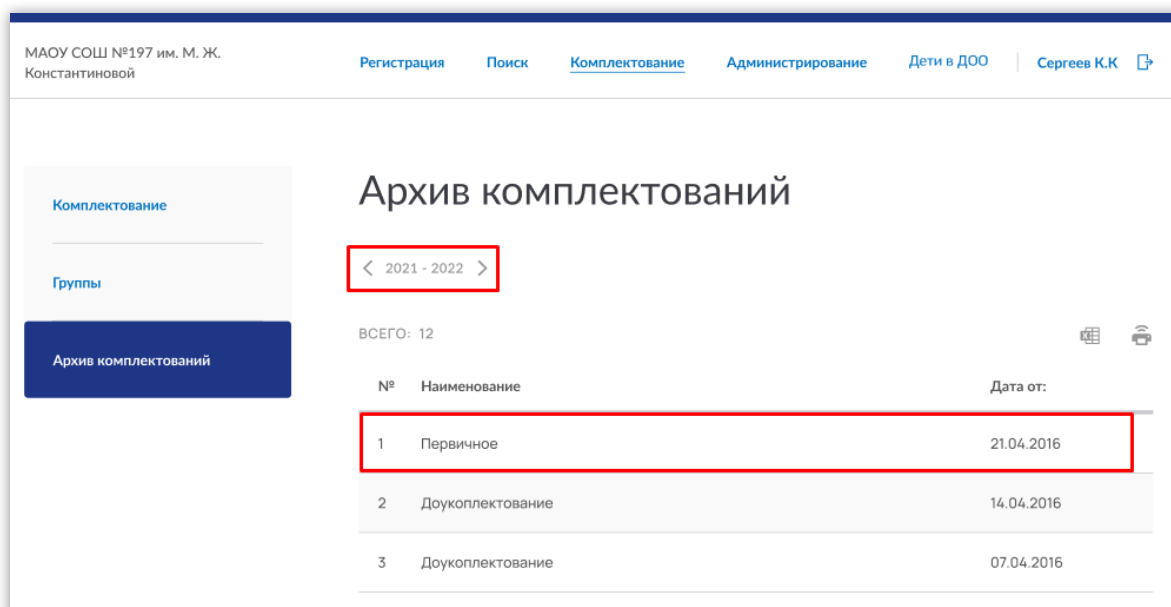 МАОУ СОШ №197 им. М. Ж.
Константиновой
Регистрация Поиск Комплектование Администрирование Дети в ДОО Сергеев К.К
Комплектование
Группы
Архив комплектований
Архив комплектований
2021 - 2022
ВСЕГО: 12
№ Наименование Дата от:
1 Первичное 21.04.2016
2 Доукоплектование 14.04.2016
3 Доукоплектование 07.04.2016